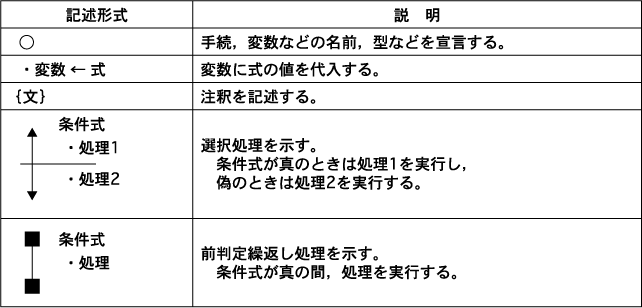 記述形式　説　明
○　手続，変数などの名前，型などを宣言する。
・変数 ← 式　変数に式の値を代入する。
{文}　注釈を記述する。
条件式
・処理1
・処理2
選択処理を示す。
条件式が真のときは処理1を実行し，
偽のときは処理2を実行する。
条件式
・処理
前判定繰返し処理を示す。
条件式が真の間，処理を実行する。